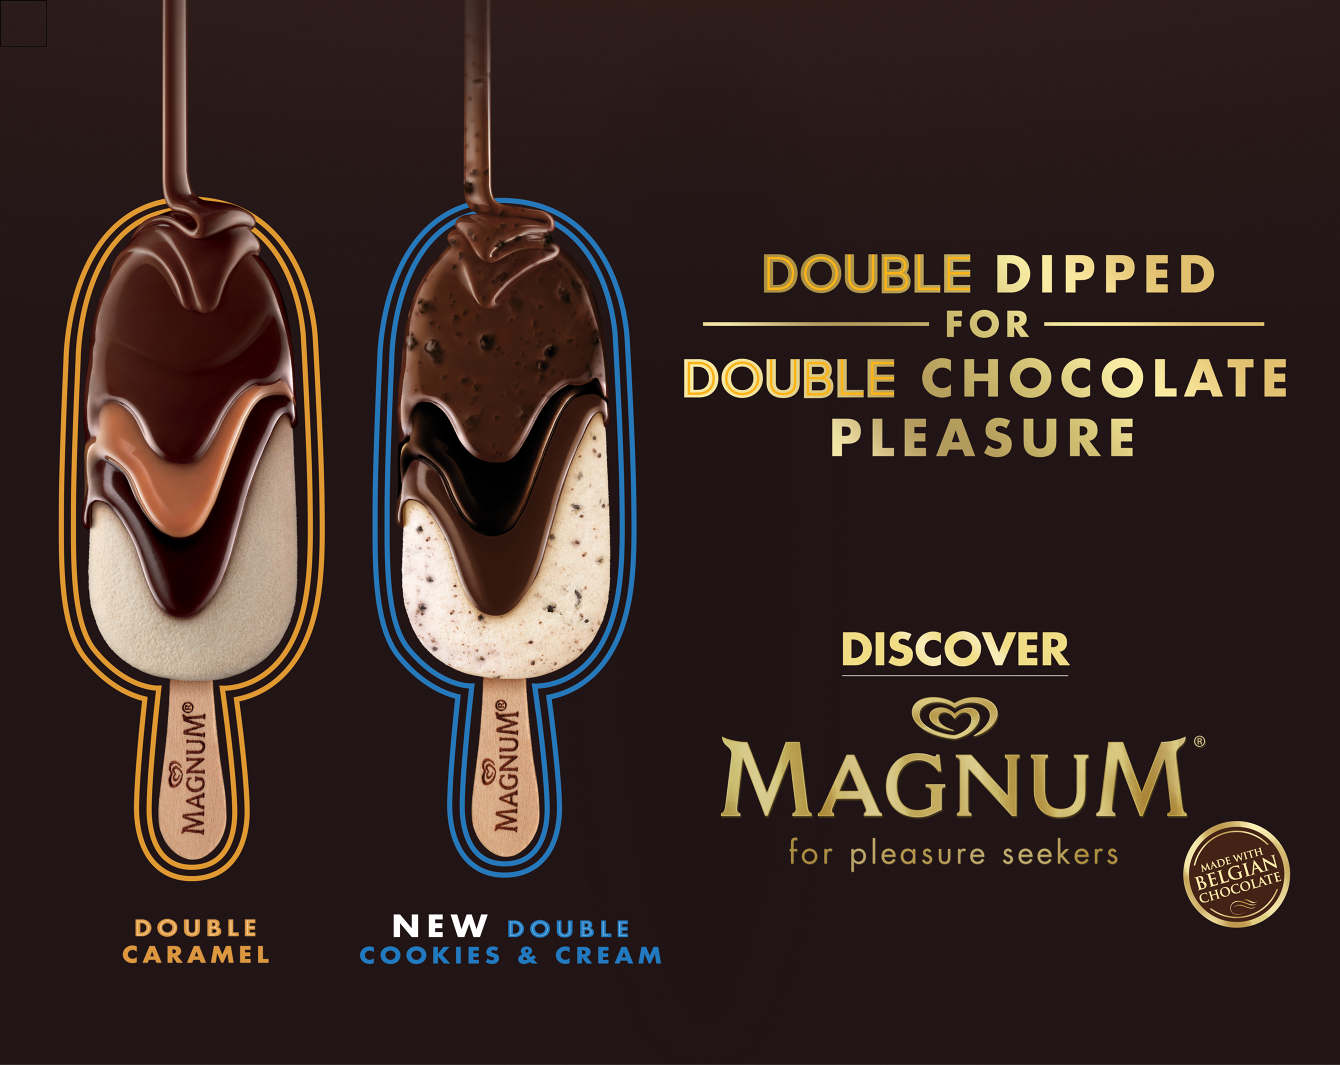 DOUBLE DIPPED
FOR
DOUBLE CHOCOLATE
PLEASURE
DISCOVER
MAGNUM®
for pleasure seekers
MADE WITH
BELGIAN
CHOCOLATE
MAGNUM®
MAGNUM®
DOUBLE
CARAMEL
NEW DOUBLE
COOKIES & CREAM